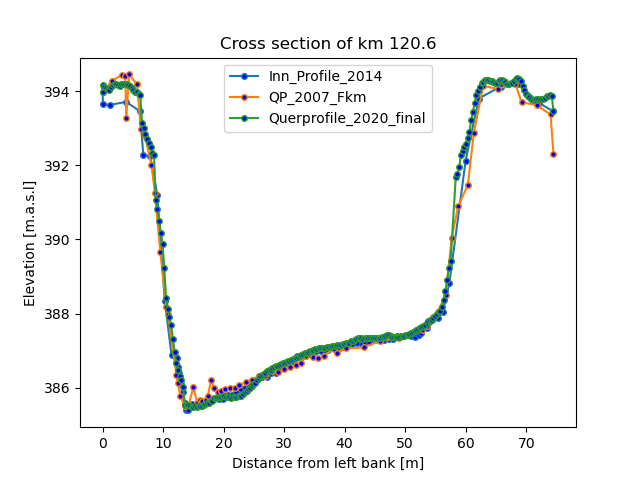 Cross section of km 120.6
Inn_Profile_2014
QP_2007_Fkm
Querprofile_2020_final
Elevation [m.a.s.l]
394
392
390
388
386
0 10 20 30 40 50 60 70
Distance from left bank [m]